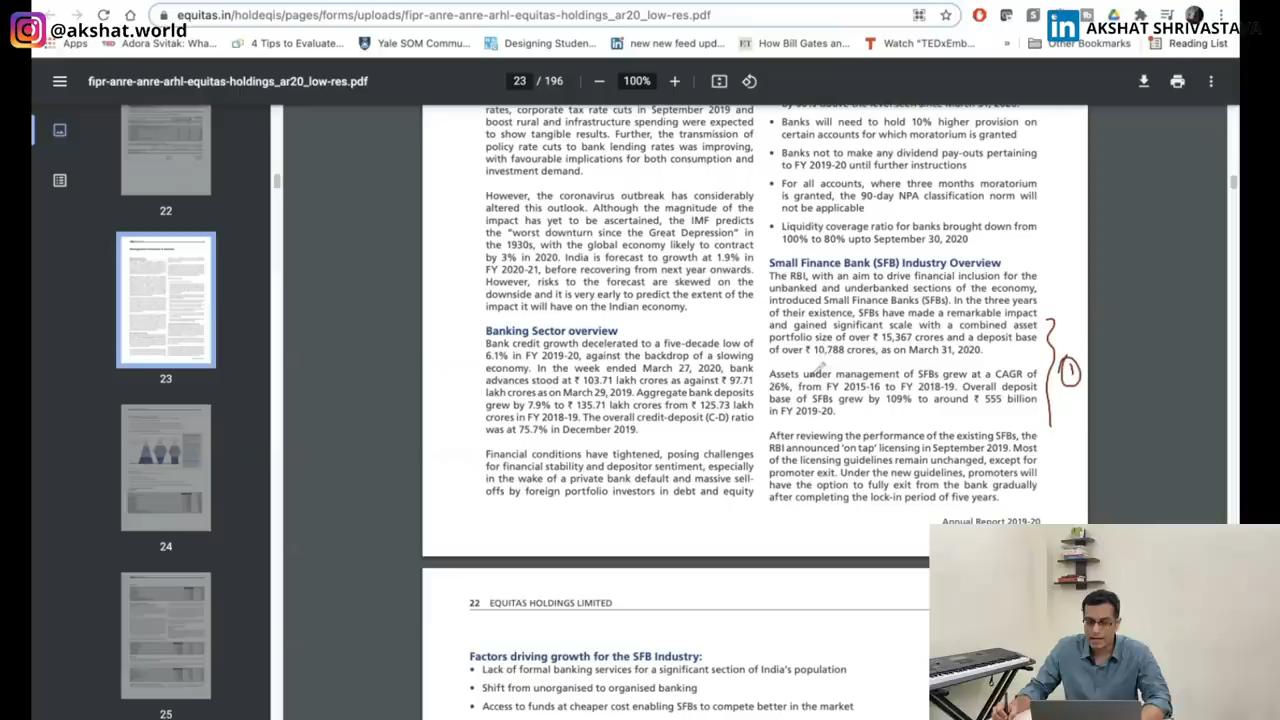 equitas.in/holdeqis/pages/forms/uploads/fipr-anre-anre-arhl-equitas-holdings_ar20_low-res.pdf
@akshat.world
in AKSHAT SHRIVASTAVA
Apps
Adora Svitak: Wha...
4 Tips to Evaluate...
Yale SOM Commu...
Designing Studen...
new new feed upd...
How Bill Gates an...
Watch "TEDxEmb...
»
Other Bookmarks
Reading List
fipr-anre-anre-arhl-equitas-holdings_ar20_low-res.pdf
23 / 196
100%
22
23
24
25
rates, corporate tax rate cuts in September 2019 and
boost rural and infrastructure spending were expected
to show tangible results. Further, the transmission of
policy rate cuts to bank lending rates was improving,
with favourable implications for both consumption and
investment demand.
However, the coronavirus outbreak has considerably
altered this outlook. Although the magnitude of the
impact has yet to be ascertained, the IMF predicts
the "worst downturn since the Great Depression" in
the 1930s, with the global economy likely to contract
by 3% in 2020. India is forecast to growth at 1.9% in
FY 2020-21, before recovering from next year onwards.
However, risks to the forecast are skewed on the
downside and it is very early to predict the extent of the
impact it will have on the Indian economy.
Banking Sector overview
Bank credit growth decelerated to a five-decade low of
6.1% in FY 2019-20, against the backdrop of a slowing
economy. In the week ended March 27, 2020, bank
advances stood at ₹ 103.71 lakh crores as against ₹ 97.71
lakh crores as on March 29, 2019. Aggregate bank deposits
grew by 7.9% to ₹ 135.71 lakh crores from ₹ 125.73 lakh
crores in FY 2018-19. The overall credit-deposit (C-D) ratio
was at 75.7% in December 2019.
Financial conditions have tightened, posing challenges
for financial stability and depositor sentiment, especially
in the wake of a private bank default and massive sell-
offs by foreign portfolio investors in debt and equity
• Banks will need to hold 10% higher provision on
certain accounts for which moratorium is granted
• Banks not to make any dividend pay-outs pertaining
to FY 2019-20 until further instructions
• For all accounts, where three months moratorium
is granted, the 90-day NPA classification norm will
not be applicable
• Liquidity coverage ratio for banks brought down from
100% to 80% upto September 30, 2020
Small Finance Bank (SFB) Industry Overview
The RBI, with an aim to drive financial inclusion for the
unbanked and underbanked sections of the economy,
introduced Small Finance Banks (SFBs). In the three years
of their existence, SFBs have made a remarkable impact
and gained significant scale with a combined asset
portfolio size of over ₹ 15,367 crores and a deposit base
of over ₹ 10,788 crores, as on March 31, 2020.
Assets under management of SFBs grew at a CAGR of
26%, from FY 2015-16 to FY 2018-19. Overall deposit
base of SFBs grew by 109% to around ₹ 555 billion
in FY 2019-20.
1
After reviewing the performance of the existing SFBs, the
RBI announced 'on tap' licensing in September 2019. Most
of the licensing guidelines remain unchanged, except for
promoter exit. Under the new guidelines, promoters will
have the option to fully exit from the bank gradually
after completing the lock-in period of five years.
Annual Report 2019-20
22 EQUITAS HOLDINGS LIMITED
Factors driving growth for the SFB Industry:
• Lack of formal banking services for a significant section of India's population
• Shift from unorganised to organised banking
• Access to funds at cheaper cost enabling SFBs to compete better in the market